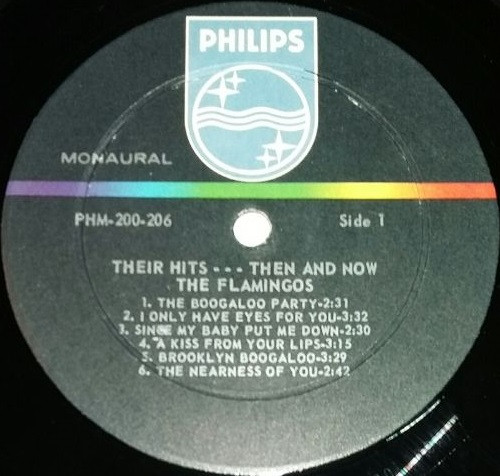 PHILIPS
MONAURAL
PHM-200-206 Side 1
THEIR HITS --- THEN AND NOW
THE FLAMINGOS
1. THE BOOGALOO PARTY-2:31
2. I ONLY HAVE EYES FOR YOU-3:32
3. SINCE MY BABY PUT ME DOWN-2:30
4. A KISS FROM YOUR LIPS-3:15
5. BROOKLYN BOOGALOO-3:29
6. THE NEARNESS OF YOU-2:42